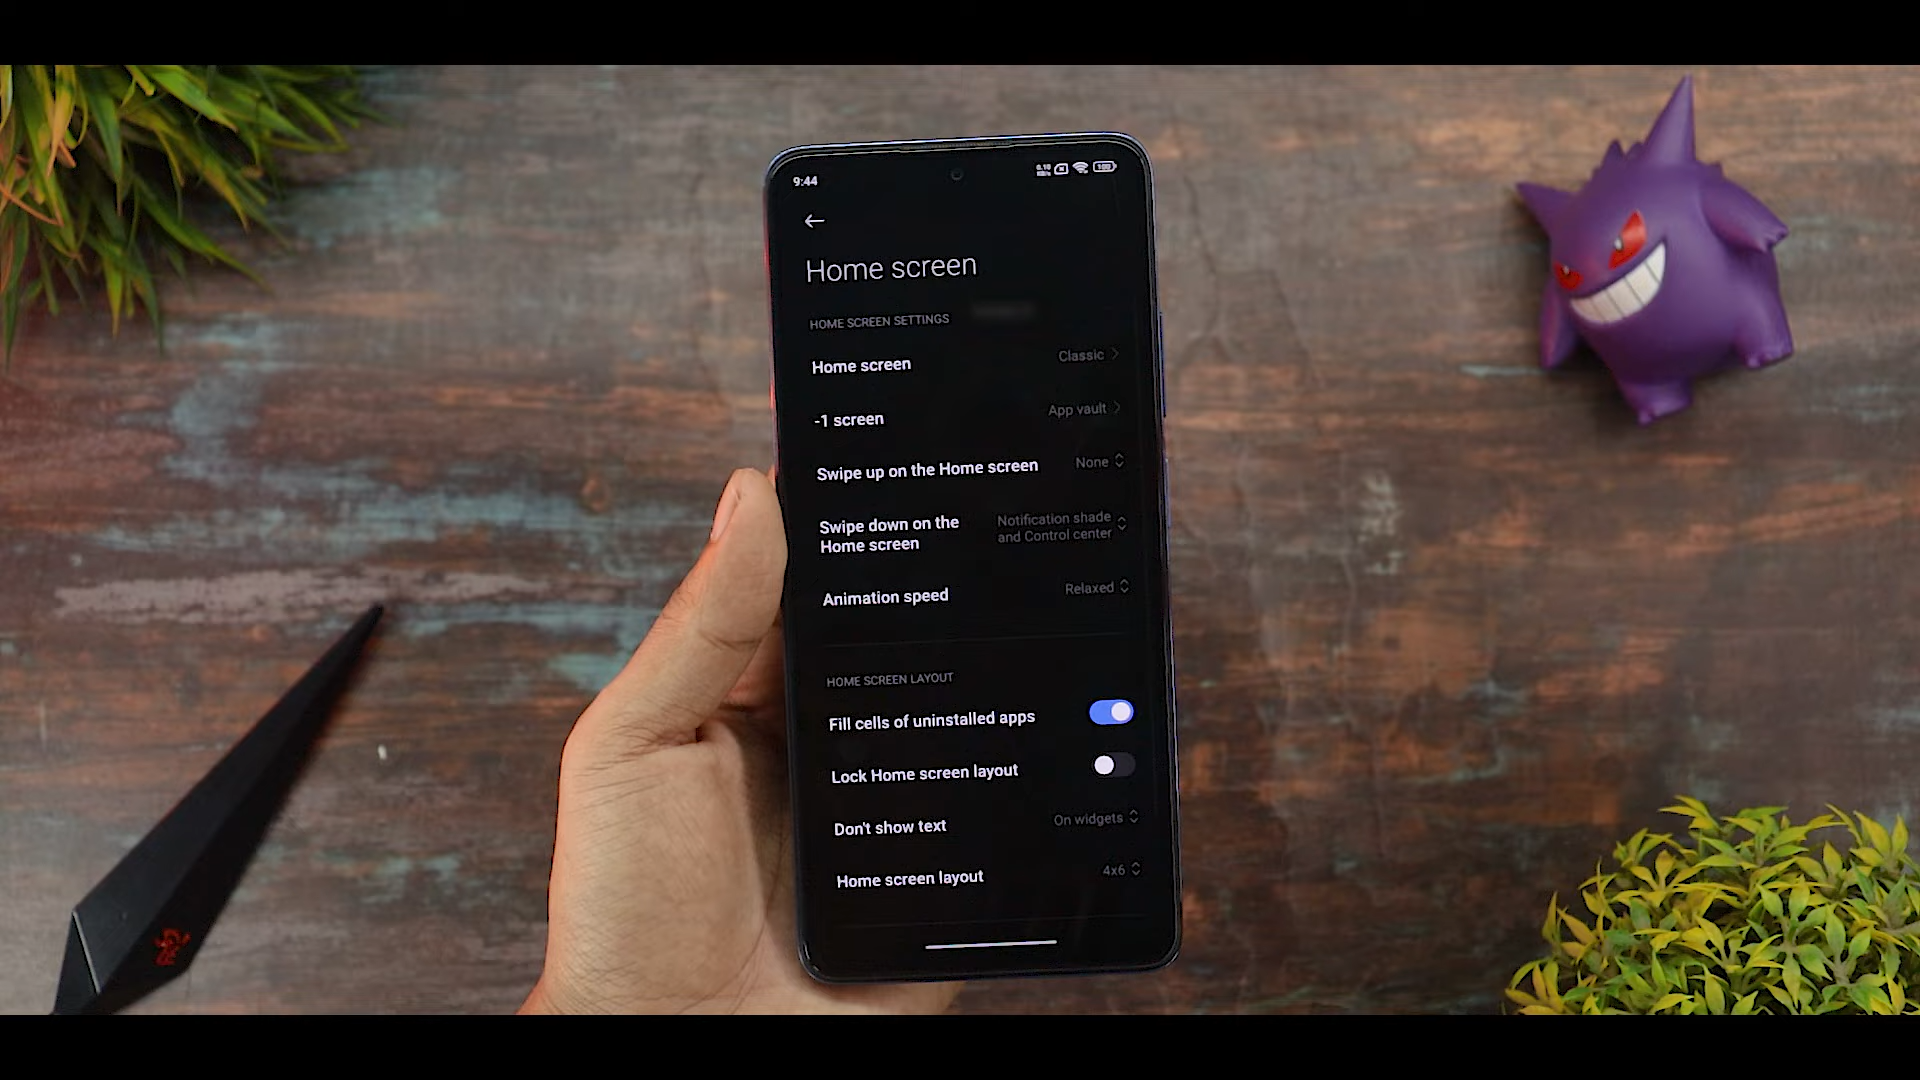 9:44
100
Home screen
HOME SCREEN SETTINGS
Home screen Classic
-1 screen App vault
Swipe up on the Home screen None
Swipe down on the
Home screen
Notification shade
and Control center
Animation speed Relaxed
HOME SCREEN LAYOUT
Fill cells of uninstalled apps
Lock Home screen layout
Don't show text On widgets
Home screen layout 4x6